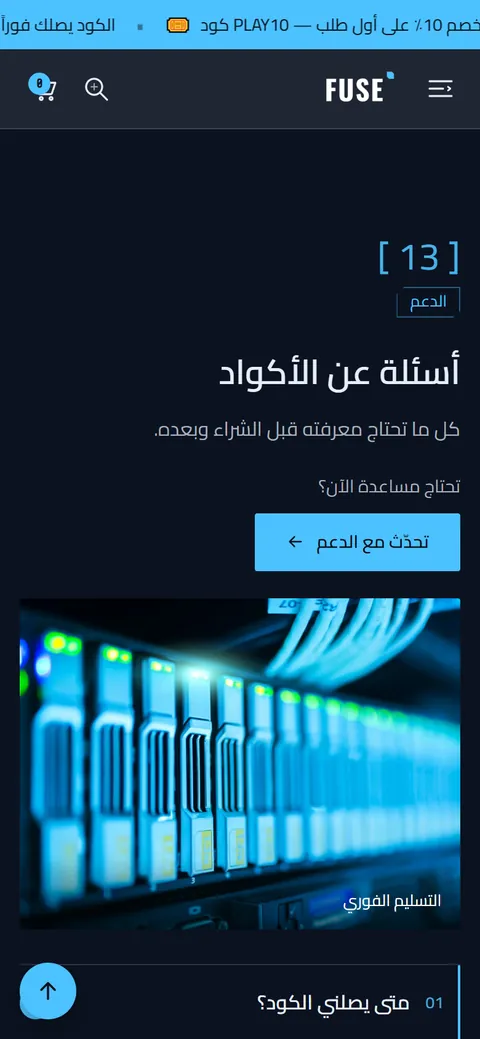 خصم 10٪ على أول طلب — PLAY10 كود
الكود يصلك فوراً
0
FUSE
[ 13 ]
الدعم
أسئلة عن الأكواد
كل ما تحتاج معرفته قبل الشراء وبعده.
تحتاج مساعدة الآن؟
تحدّث مع الدعم ←
التسليم الفوري
01 متى يصلني الكود؟